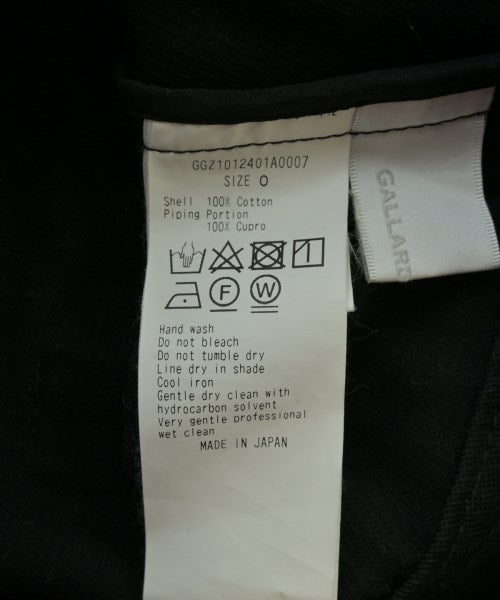 GGZ1012401A0007
SIZE O
Shell 100% Cotton
Piping Portion
100% Cupro
F
W
Hand wash
Do not bleach
Do not tumble dry
Line dry in shade
Cool iron
Gentle dry clean with
hydrocarbon solvent
Very gentle professional
wet clean
MADE IN JAPAN